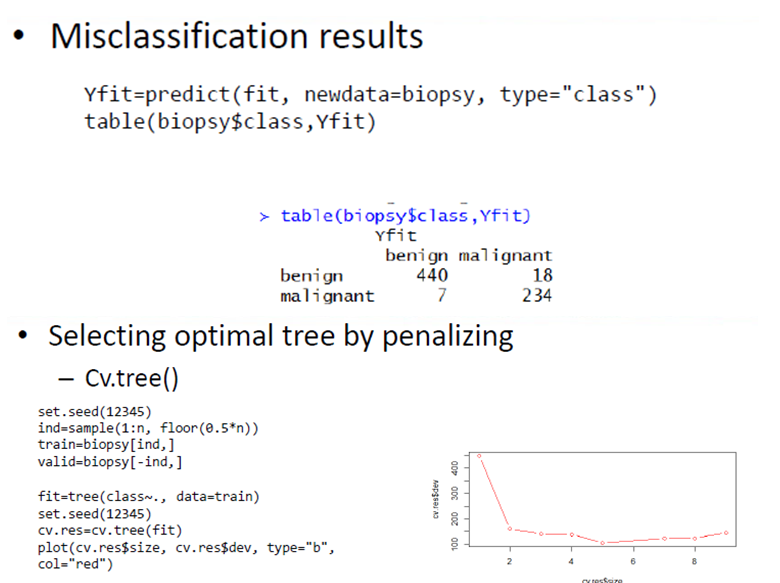 • Misclassification results
Yfit=predict(fit, newdata=biopsy, type="class")
table(biopsy$class,Yfit)
> table(biopsy$class,Yfit)
Yfit
benign malignant
benign 440 18
malignant 7 234
• Selecting optimal tree by penalizing
– Cv.tree()
set.seed(12345)
ind=sample(1:n, floor(0.5*n))
train=biopsy[ind,]
valid=biopsy[-ind,]
fit=tree(class~., data=train)
set.seed(12345)
cv.res=cv.tree(fit)
plot(cv.res$size, cv.res$dev, type="b",
col="red")
cv.res$dev
400
300
200
100
2 4 6 8
cv.res$size